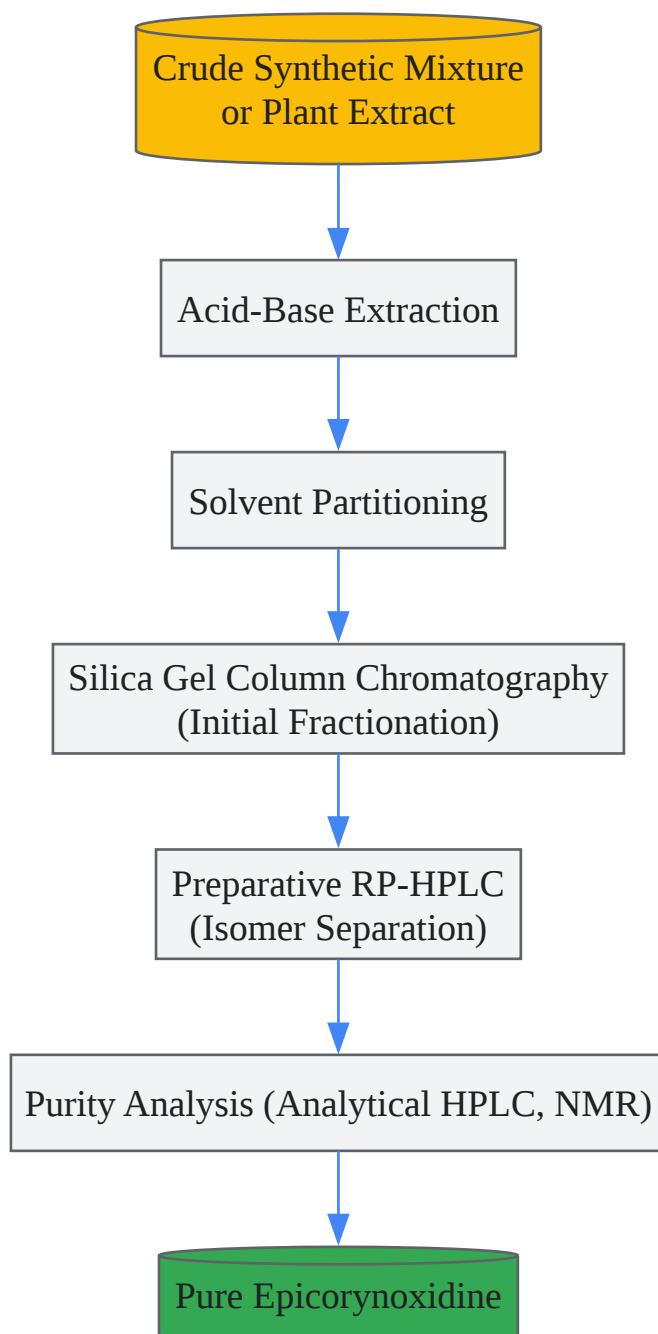 Crude Synthetic Mixture
or Plant Extract
Acid-Base Extraction
Solvent Partitioning
Silica Gel Column Chromatography
(Initial Fractionation)
Preparative RP-HPLC
(Isomer Separation)
Purity Analysis (Analytical HPLC, NMR)
Pure Epicorynoxidine